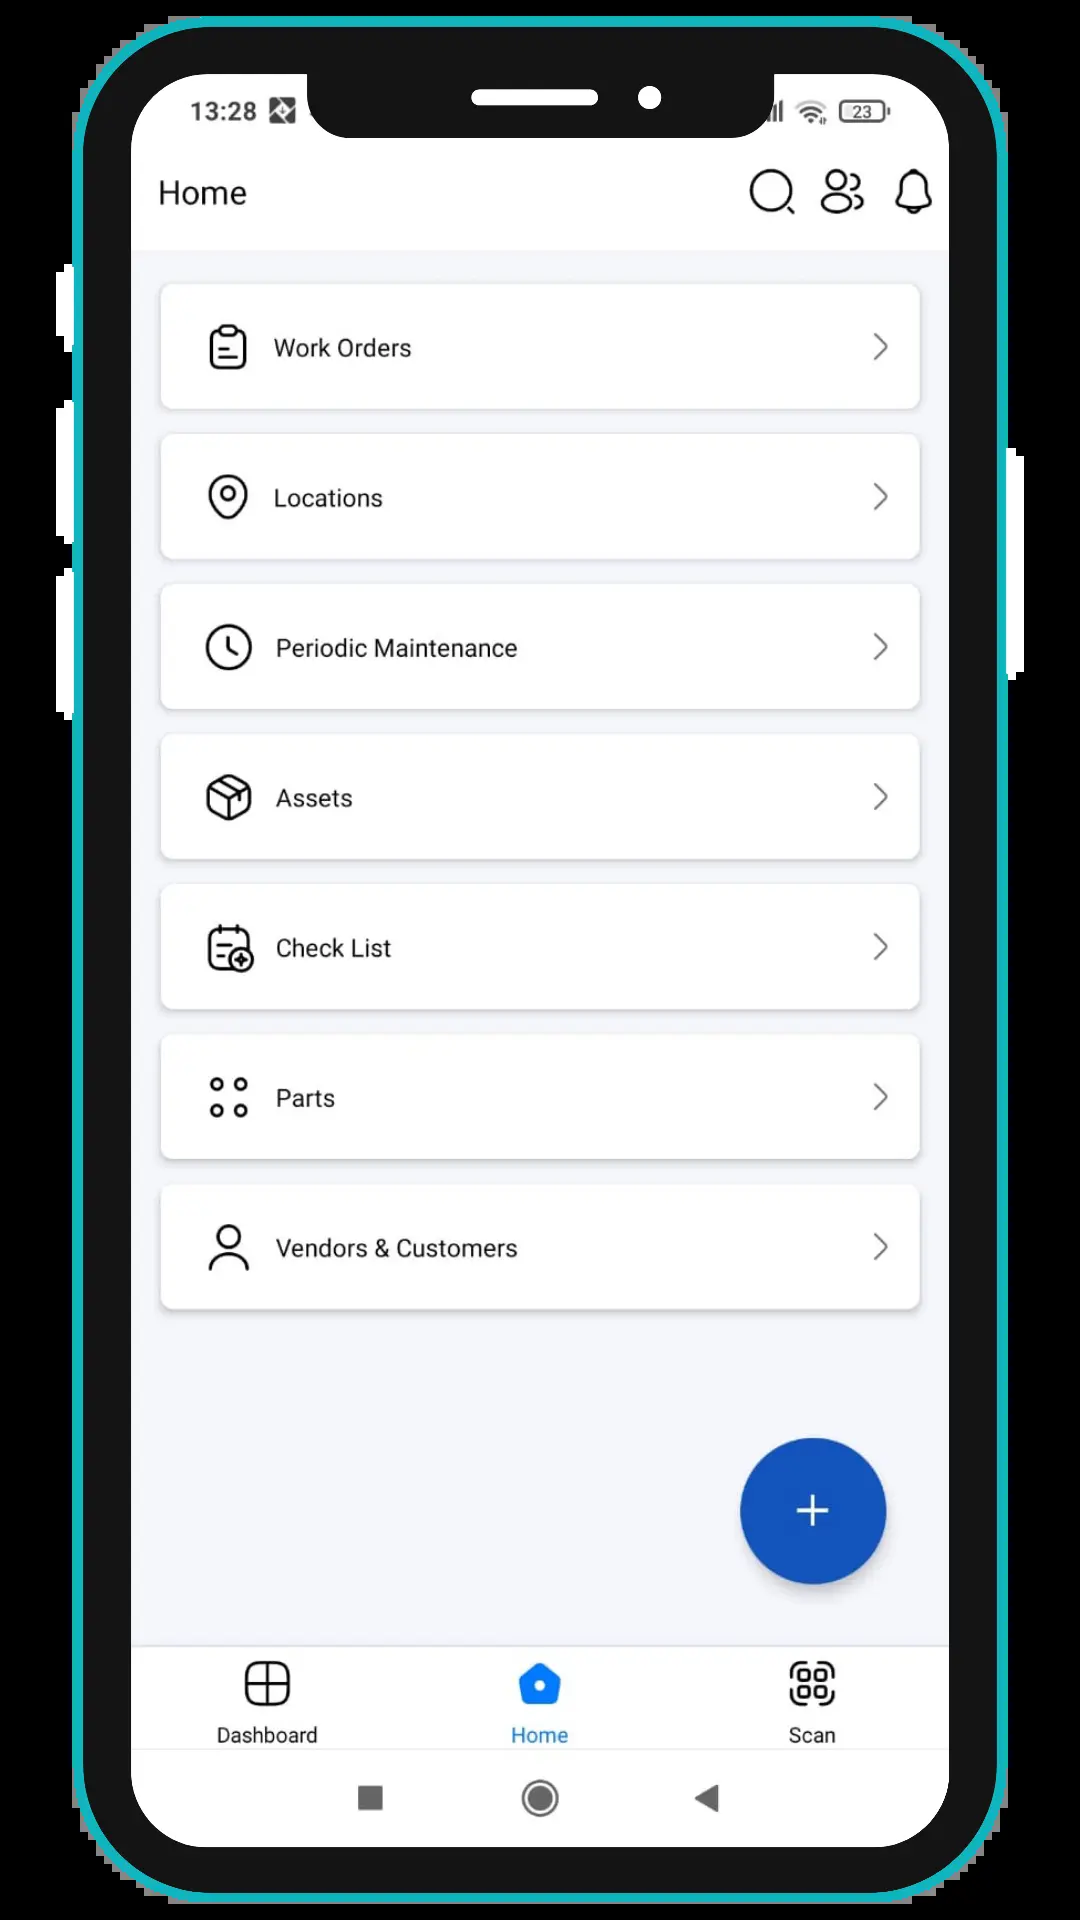 13:28
23
Home
Work Orders
Locations
Periodic Maintenance
Assets
Check List
Parts
Vendors & Customers
Dashboard
Home
Scan